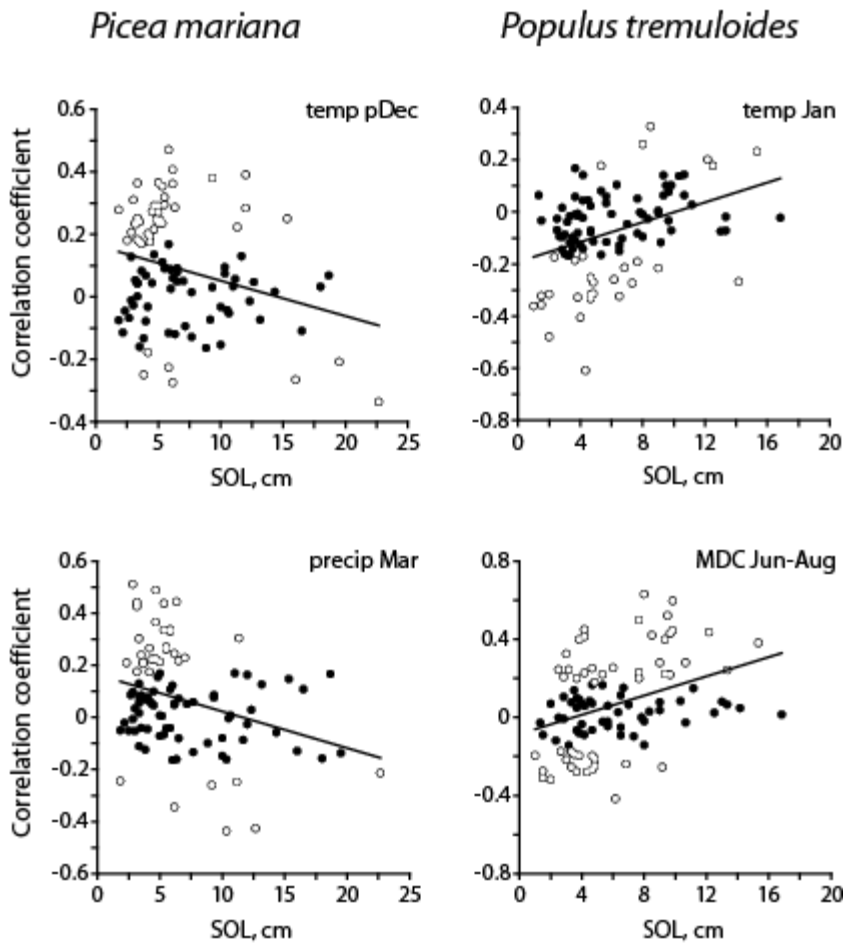 Picea mariana
Populus tremuloides
temp pDec
Correlation coefficient
0.6
0.4
0.2
0
-0.2
-0.4
0 5 10 15 20 25
SOL, cm
temp Jan
0.4
0.2
0
-0.2
-0.4
-0.6
-0.8
0 4 8 12 16 20
SOL, cm
precip Mar
Correlation coefficient
0.6
0.4
0.2
0
-0.2
-0.4
-0.6
0 5 10 15 20 25
SOL, cm
MDC Jun-Aug
0.8
0.4
0
-0.4
-0.8
0 4 8 12 16 20
SOL, cm